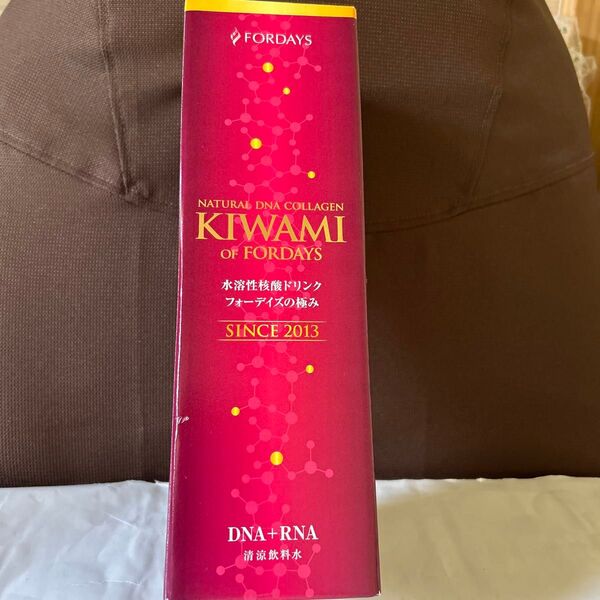 FORDAYS
NATURAL DNA COLLAGEN
KIWAMI
OF FORDAYS
水溶性核酸ドリンク
フォーデイズの極み
SINCE 2013
DNA+RNA
清涼飲料水